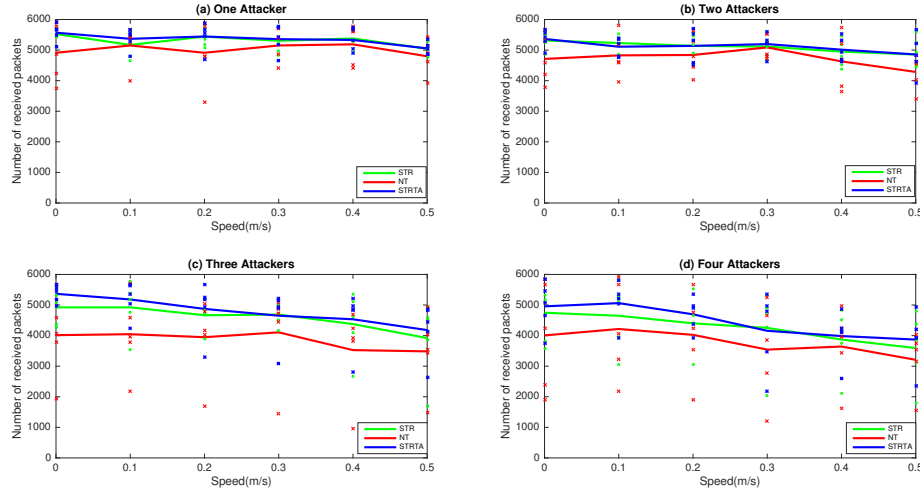 (a) One Attacker
Number of received packets
6000
5000
4000
3000
2000
1000
0
0 0.1 0.2 0.3 0.4 0.5
Speed(m/s)
STR
NT
STRTA
(b) Two Attackers
Number of received packets
6000
5000
4000
3000
2000
1000
0
0 0.1 0.2 0.3 0.4 0.5
Speed(m/s)
STR
NT
STRTA
(c) Three Attackers
Number of received packets
6000
5000
4000
3000
2000
1000
0
0 0.1 0.2 0.3 0.4 0.5
Speed(m/s)
STR
NT
STRTA
(d) Four Attackers
Number of received packets
6000
5000
4000
3000
2000
1000
0
0 0.1 0.2 0.3 0.4 0.5
Speed(m/s)
STR
NT
STRTA